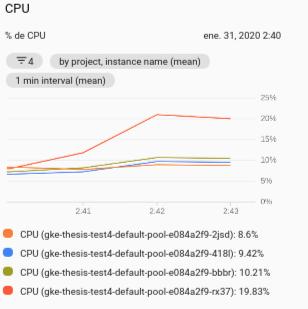 CPU
% de CPU ene. 31, 2020 2:40
4 by project, instance name (mean)
1 min interval (mean)
25%
20%
15%
10%
5%
0%
2:41 2:42 2:43
CPU (gke-thesis-test4-default-pool-e084a2f9-2jsd): 8.6%
CPU (gke-thesis-test4-default-pool-e084a2f9-418l): 9.42%
CPU (gke-thesis-test4-default-pool-e084a2f9-bbbr): 10.21%
CPU (gke-thesis-test4-default-pool-e084a2f9-rx37): 19.83%